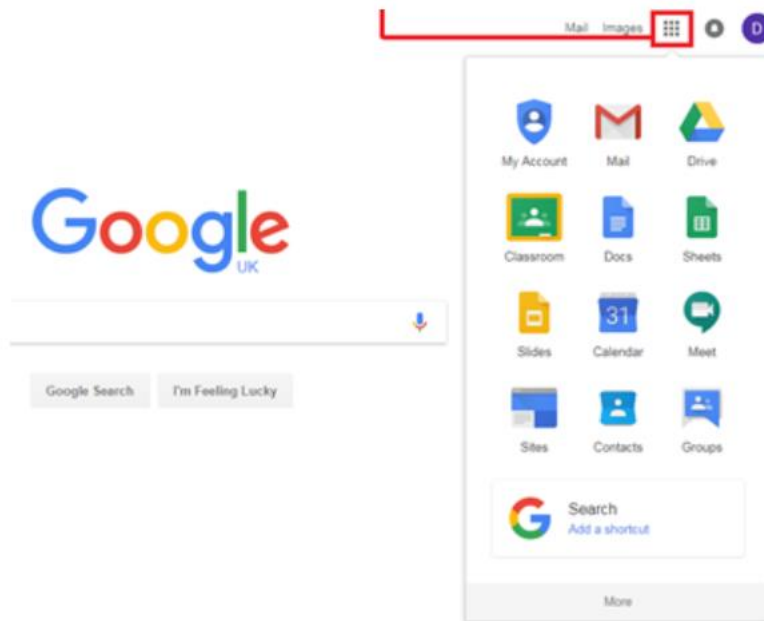 Mail Images
D
My Account Mail Drive
Google
UK
Classroom Docs Sheets
31
Slides Calendar Meet
Google Search I'm Feeling Lucky
Sites Contacts Groups
G
Search
Add a shortcut
More